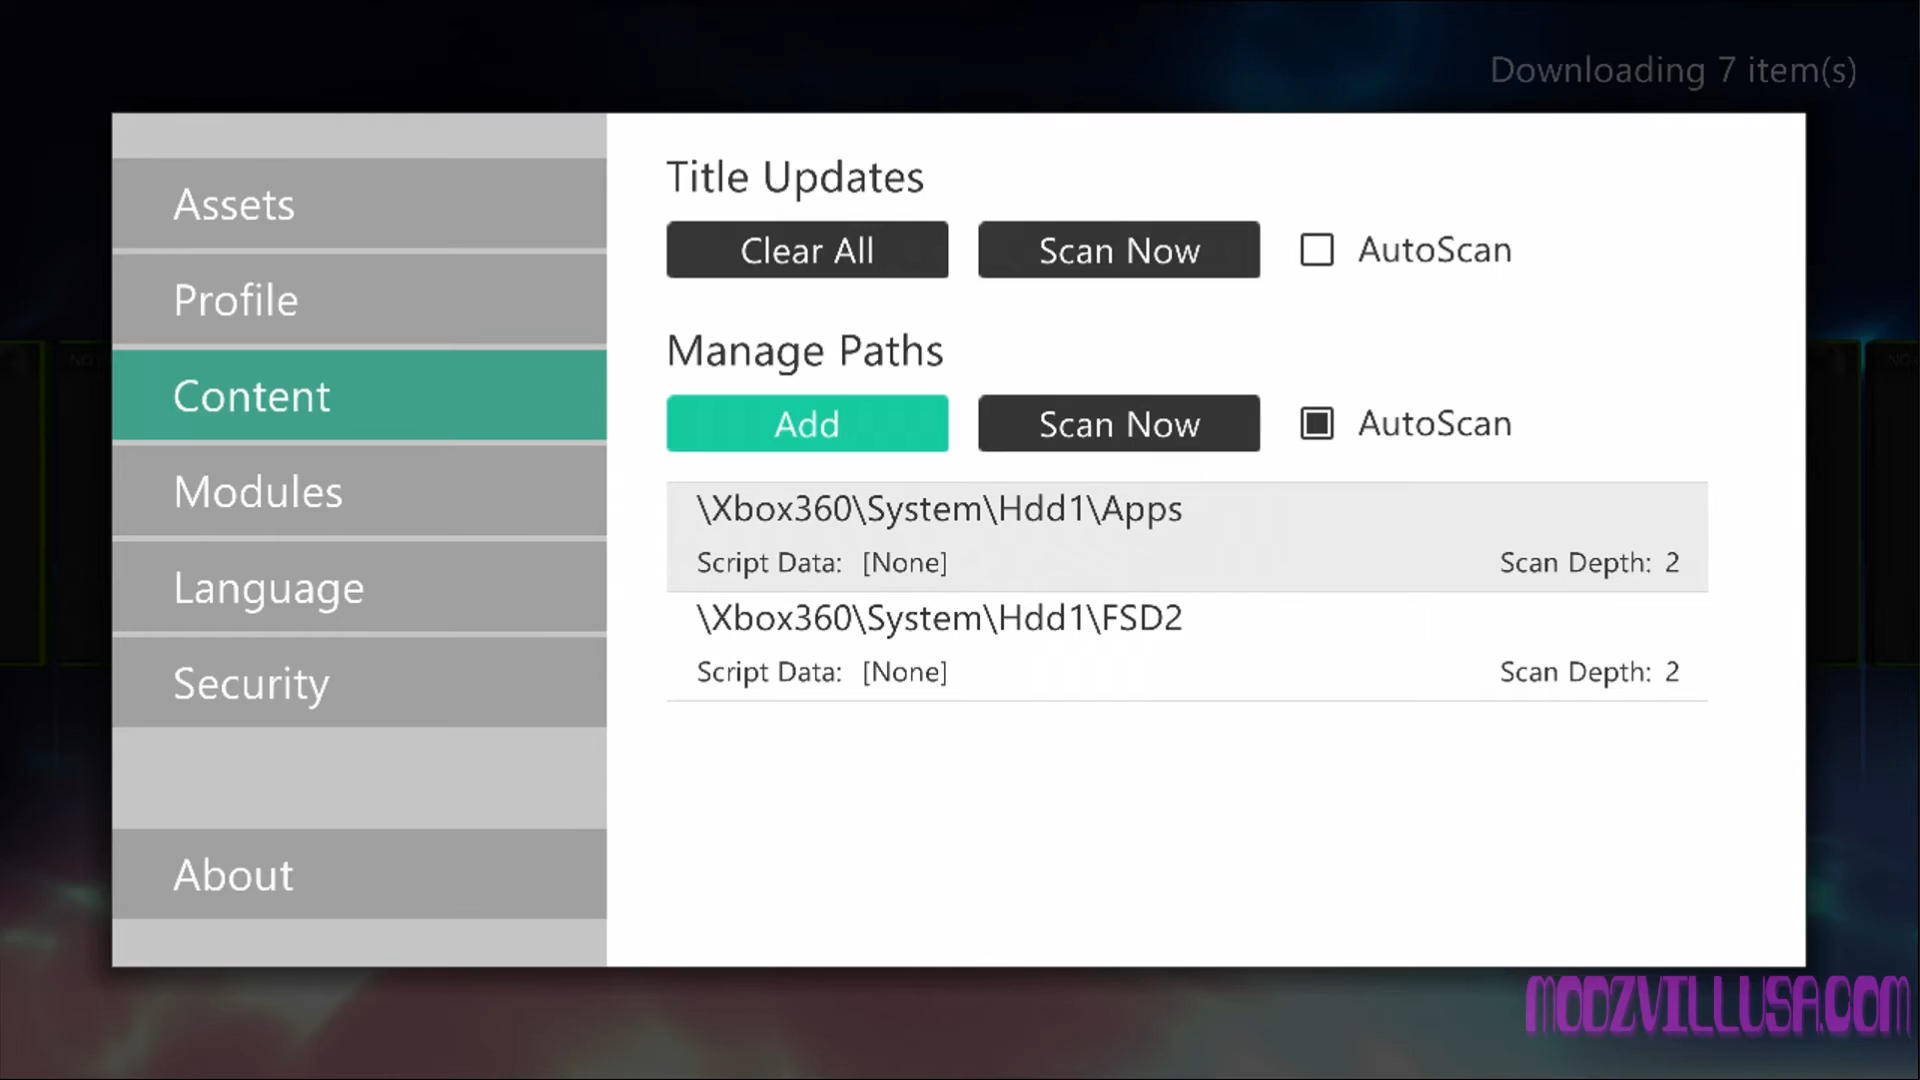 Downloading 7 item(s)
Assets
Profile
Content
Modules
Language
Security
About
Title Updates
Clear All
Scan Now
AutoScan
Manage Paths
Add
Scan Now
AutoScan
\Xbox360\System\Hdd1\Apps
Script Data: [None]
Scan Depth: 2
\Xbox360\System\Hdd1\FSD2
Script Data: [None]
Scan Depth: 2
MODZVILLUSA.COM